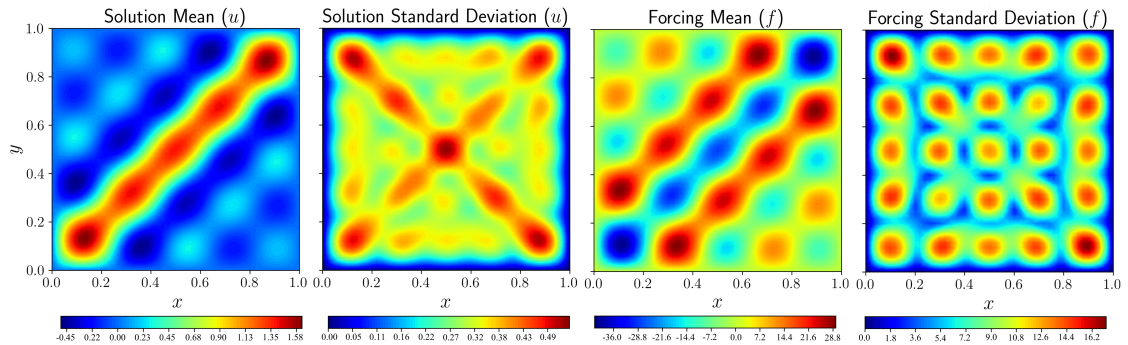 Solution Mean (u)
Solution Standard Deviation (u)
Forcing Mean (f)
Forcing Standard Deviation (f)
1.0
0.8
0.6
0.4
0.2
0.0
y
0.0 0.2 0.4 0.6 0.8 1.0
0.2 0.4 0.6 0.8 1.0
0.2 0.4 0.6 0.8 1.0
0.0 0.2 0.4 0.6 0.8 1.0
x
x
x
x
-0.45 0.22 0.00 0.23 0.45 0.68 0.90 1.13 1.35 1.58
0.00 0.05 0.11 0.16 0.22 0.27 0.33 0.38 0.44 0.49
-36.0 -28.8 -21.6 -14.4 -7.2 0.0 7.2 14.4 21.6 28.8
0.0 1.8 3.6 5.4 7.2 9.0 10.8 12.6 14.4 16.2